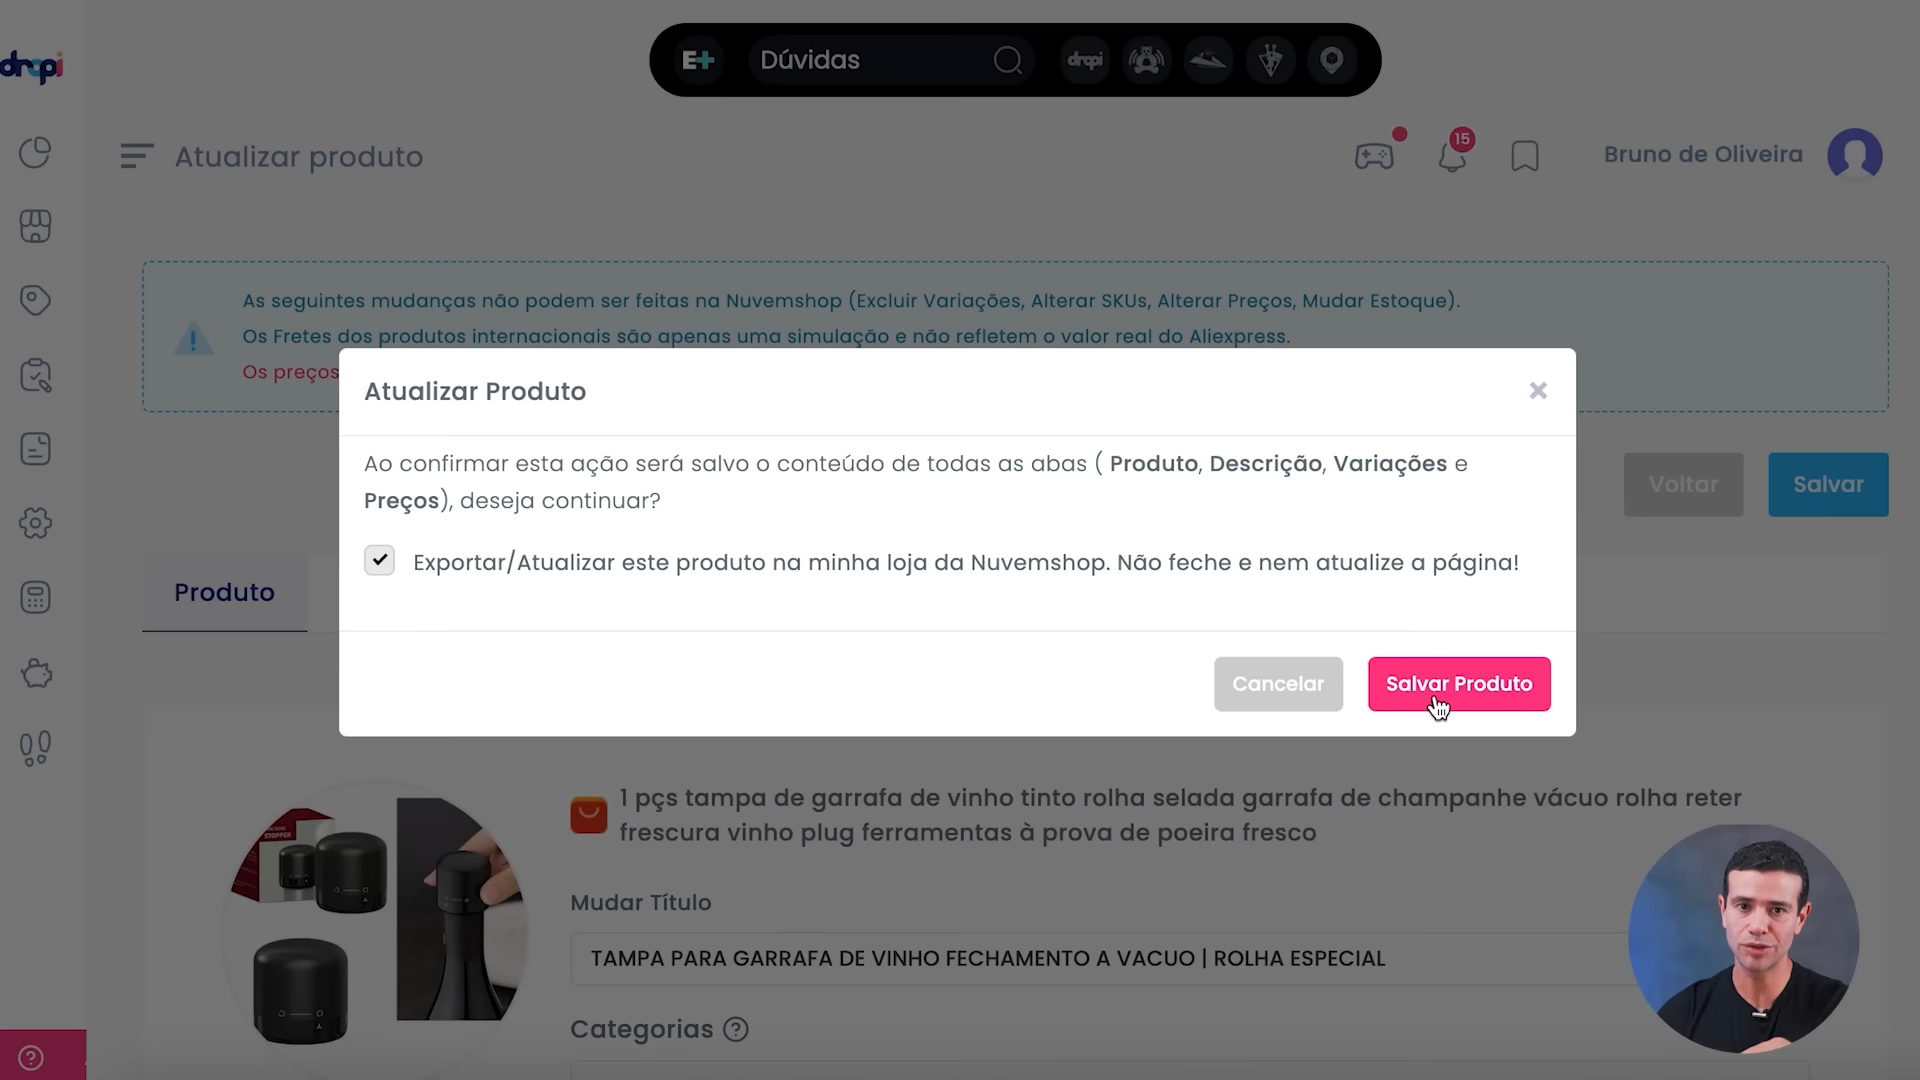 dropi
E+
Dúvidas
dropi
Atualizar produto
15
Bruno de Oliveira
As seguintes mudanças não podem ser feitas na Nuvemshop (Excluir Variações, Alterar SKUs, Alterar Preços, Mudar Estoque).
Os Fretes dos produtos internacionais são apenas uma simulação e não refletem o valor real do Aliexpress.
Os preços
Atualizar Produto
Ao confirmar esta ação será salvo o conteúdo de todas as abas ( Produto, Descrição, Variações e
Preços), deseja continuar?
Voltar
Salvar
Exportar/Atualizar este produto na minha loja da Nuvemshop. Não feche e nem atualize a página!
Produto
Cancelar
Salvar Produto
1 pçs tampa de garrafa de vinho tinto rolha selada garrafa de champanhe vácuo rolha reter
frescura vinho plug ferramentas à prova de poeira fresco
STOPPER
Mudar Título
TAMPA PARA GARRAFA DE VINHO FECHAMENTO A VACUO | ROLHA ESPECIAL
Categorias